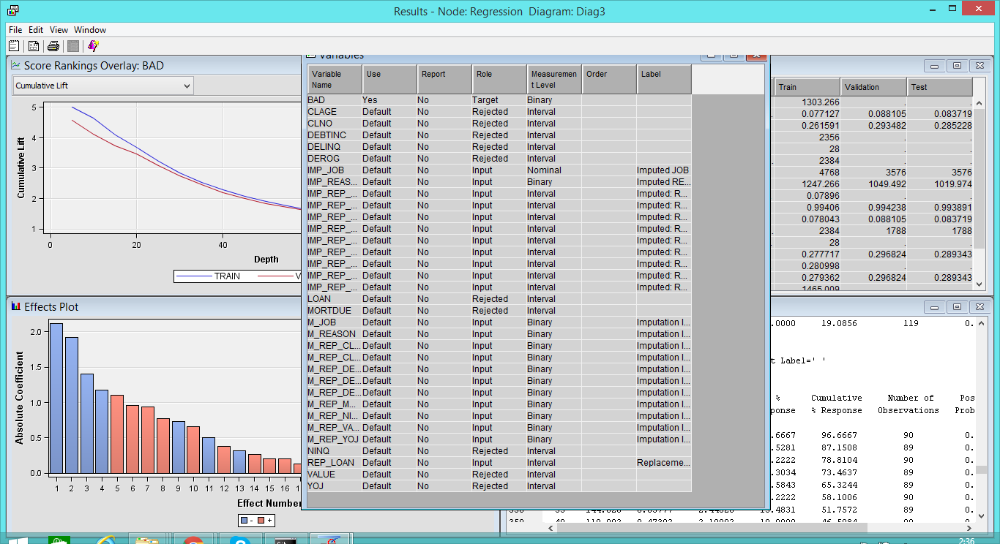 Results - Node: Regression  Diagram: Diag3
File Edit View Window
Score Rankings Overlay: BAD
Cumulative Lift
5
4
3
2
1
Cumulative Lift
0 20 40
Depth
TRAIN V
Effects Plot
2.0
1.5
1.0
0.5
0.0
Absolute Coefficient
1 2 3 4 5 6 7 8 9 10 11 12 13 14 15 16
Effect Number
- +
Variables
Variable Name Use Report Role Measuremen t Level Order Label
BAD Yes No Target Binary
CLAGE Default No Rejected Interval
CLNO Default No Rejected Interval
DEBTINC Default No Rejected Interval
DELINQ Default No Rejected Interval
DEROG Default No Rejected Interval
IMP_JOB Default No Input Nominal Imputed JOB
IMP_REAS... Default No Input Binary Imputed RE...
IMP_REP_... Default No Input Interval Imputed: R...
IMP_REP_... Default No Input Interval Imputed: R...
IMP_REP_... Default No Input Interval Imputed: R...
IMP_REP_... Default No Input Interval Imputed: R...
IMP_REP_... Default No Input Interval Imputed: R...
IMP_REP_... Default No Input Interval Imputed: R...
IMP_REP_... Default No Input Interval Imputed: R...
IMP_REP_... Default No Input Interval Imputed: R...
IMP_REP_... Default No Input Interval Imputed: R...
LOAN Default No Rejected Interval
MORTDUE Default No Rejected Interval
M_JOB Default No Input Binary Imputation I...
M_REASON Default No Input Binary Imputation I...
M_REP_CL... Default No Input Binary Imputation I...
M_REP_CL... Default No Input Binary Imputation I...
M_REP_DE... Default No Input Binary Imputation I...
M_REP_DE... Default No Input Binary Imputation I...
M_REP_DE... Default No Input Binary Imputation I...
M_REP_M... Default No Input Binary Imputation I...
M_REP_NI... Default No Input Binary Imputation I...
M_REP_VA... Default No Input Binary Imputation I...
M_REP_YOJ Default No Input Binary Imputation I...
NINQ Default No Rejected Interval
REP_LOAN Default No Input Interval Replaceme...
VALUE Default No Rejected Interval
YOJ Default No Rejected Interval
Train Validation Test
1303.266 . .
0.077127 0.088105 0.083719
0.261591 0.293482 0.285228
2356 . .
28 . .
2384 . .
4768 3576 3576
1247.266 1049.492 1019.974
0.07896 . .
0.99406 0.994238 0.993891
0.078043 0.088105 0.083719
2384 1788 1788
28 . .
0.277717 0.296824 0.289343
0.280998 . .
0.279362 0.296824 0.289343
1465.009
.0000 19.0856 119 0.
t Label=' '
% Cumulative Number of Pos
ponse % Response Observations Prob
.6667 96.6667 90 0.
.5281 87.1508 89 0.
.2222 78.8104 90 0.
.3034 73.4637 89 0.
.5843 65.3244 89 0.
.2222 58.1006 90 0.
.4831 51.7572 89 0.
2:36